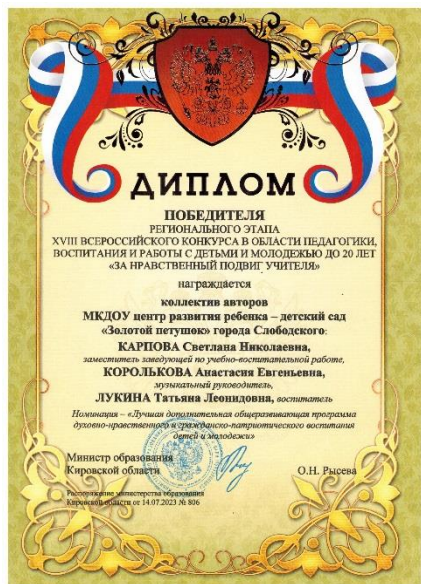 ДИПЛОМ
ПОБЕДИТЕЛЯ
РЕГИОНАЛЬНОГО ЭТАПА
XVIII ВСЕРОССИЙСКОГО КОНКУРСА В ОБЛАСТИ ПЕДАГОГИКИ,
ВОСПИТАНИЯ И РАБОТЫ С ДЕТЬМИ И МОЛОДЕЖЬЮ ДО 20 ЛЕТ
«ЗА НРАВСТВЕННЫЙ ПОДВИГ УЧИТЕЛЯ»
награждается
коллектив авторов
МКДОУ центр развития ребенка – детский сад
«Золотой петушок» города Слободского:
КАРПОВА Светлана Николаевна,
заместитель заведующей по учебно-воспитательной работе,
КОРОЛЬКОВА Анастасия Евгеньевна,
музыкальный руководитель,
ЛУКИНА Татьяна Леонидовна, воспитатель
Номинация – «Лучшая дополнительная общеразвивающая программа
духовно-нравственного и гражданско-патриотического воспитания
детей и молодежи»
Министр образования
Кировской области О.Н. Рысева
Распоряжение министерства образования
Кировской области от 14.07.2023 № 806